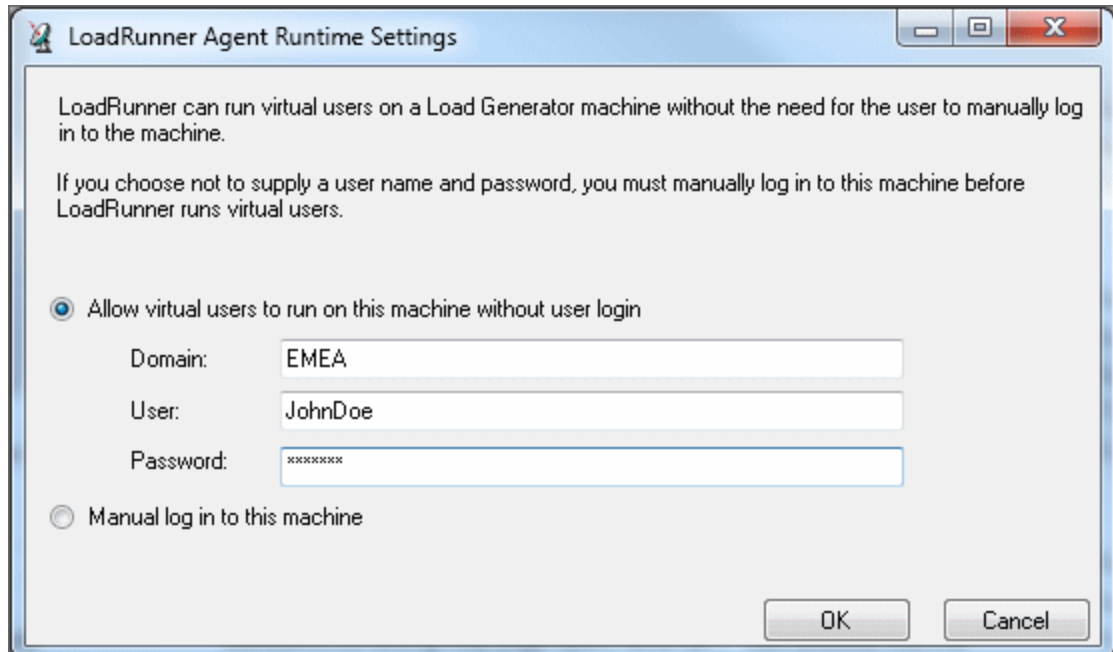 LoadRunner Agent Runtime Settings
LoadRunner can run virtual users on a Load Generator machine without the need for the user to manually log
in to the machine.
If you choose not to supply a user name and password, you must manually log in to this machine before
LoadRunner runs virtual users.
Allow virtual users to run on this machine without user login
Domain: EMEA
User: JohnDoe
Password: *******
Manual log in to this machine
OK Cancel